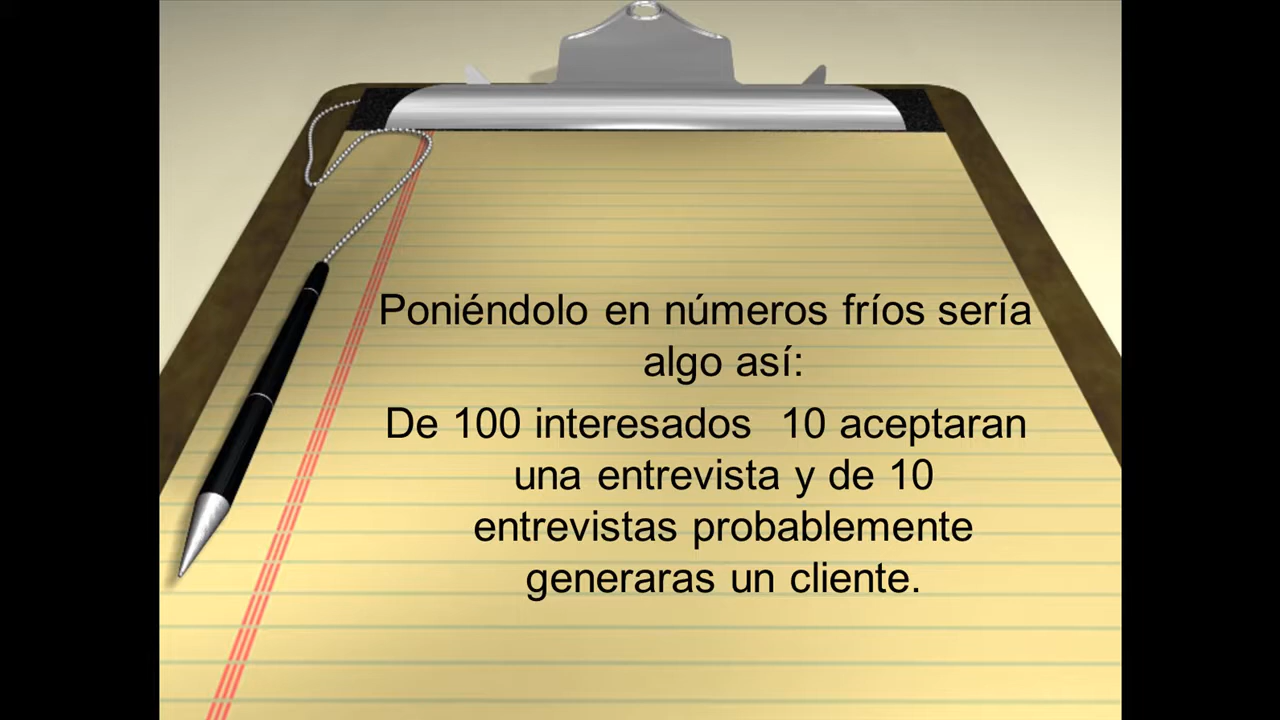 Poniéndolo en números fríos sería
algo así:
De 100 interesados  10 aceptaran
una entrevista y de 10
entrevistas probablemente
generaras un cliente.